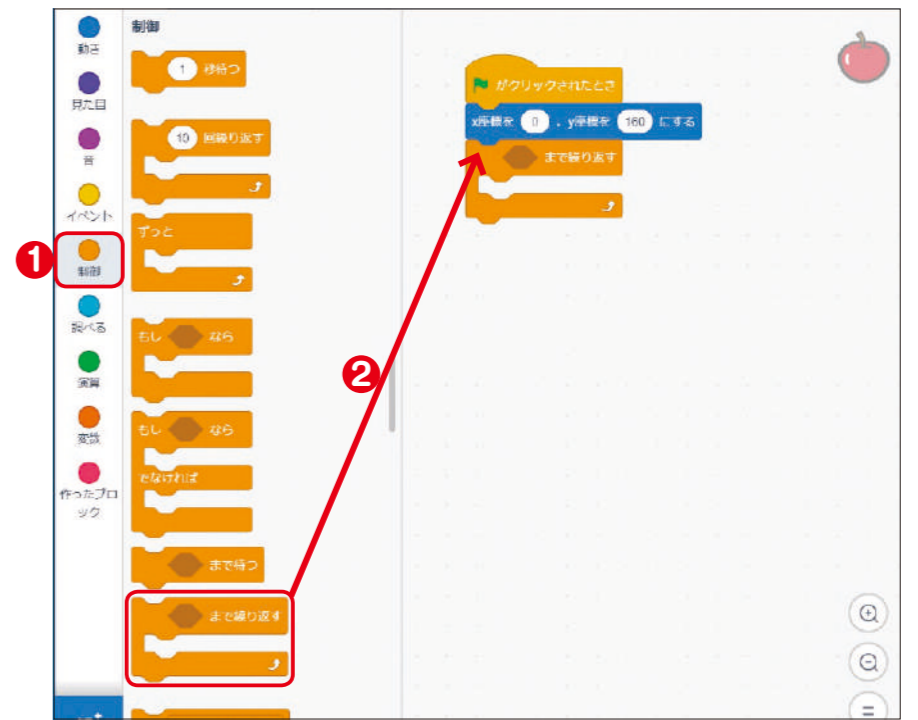 動き
見た目
音
イベント
1
制御
調べる
演算
変数
作ったブロ
ック
制御
1 秒待つ
10 回繰り返す
ずっと
もし なら
もし なら
でなければ
まで待つ
まで繰り返す
2
がクリックされたとき
x座標を 0 、y座標を 160 にする
まで繰り返す